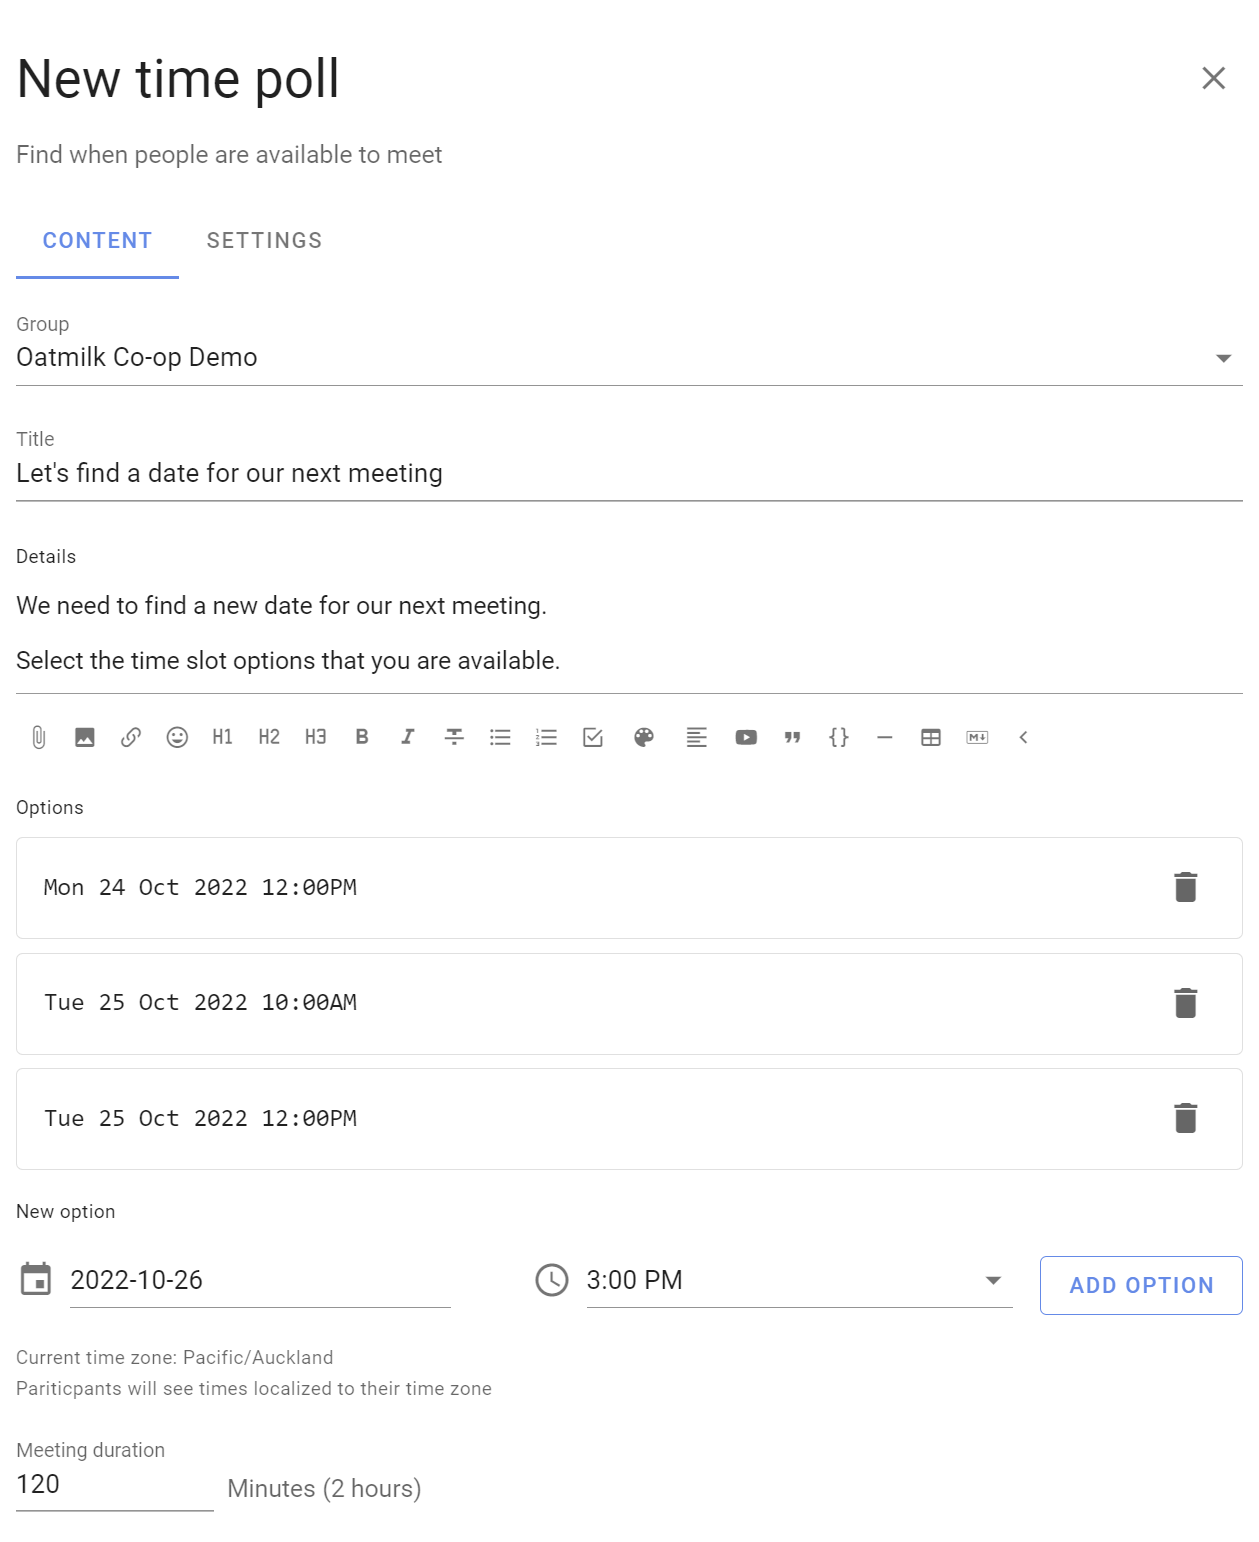 New time poll
Find when people are available to meet
CONTENT SETTINGS
Group
Oatmilk Co-op Demo
Title
Let's find a date for our next meeting
Details
We need to find a new date for our next meeting.
Select the time slot options that you are available.
H1 H2 H3 B I {} M↓
Options
Mon 24 Oct 2022 12:00PM
Tue 25 Oct 2022 10:00AM
Tue 25 Oct 2022 12:00PM
New option
2022-10-26 3:00 PM ADD OPTION
Current time zone: Pacific/Auckland
Pariticpants will see times localized to their time zone
Meeting duration
120 Minutes (2 hours)